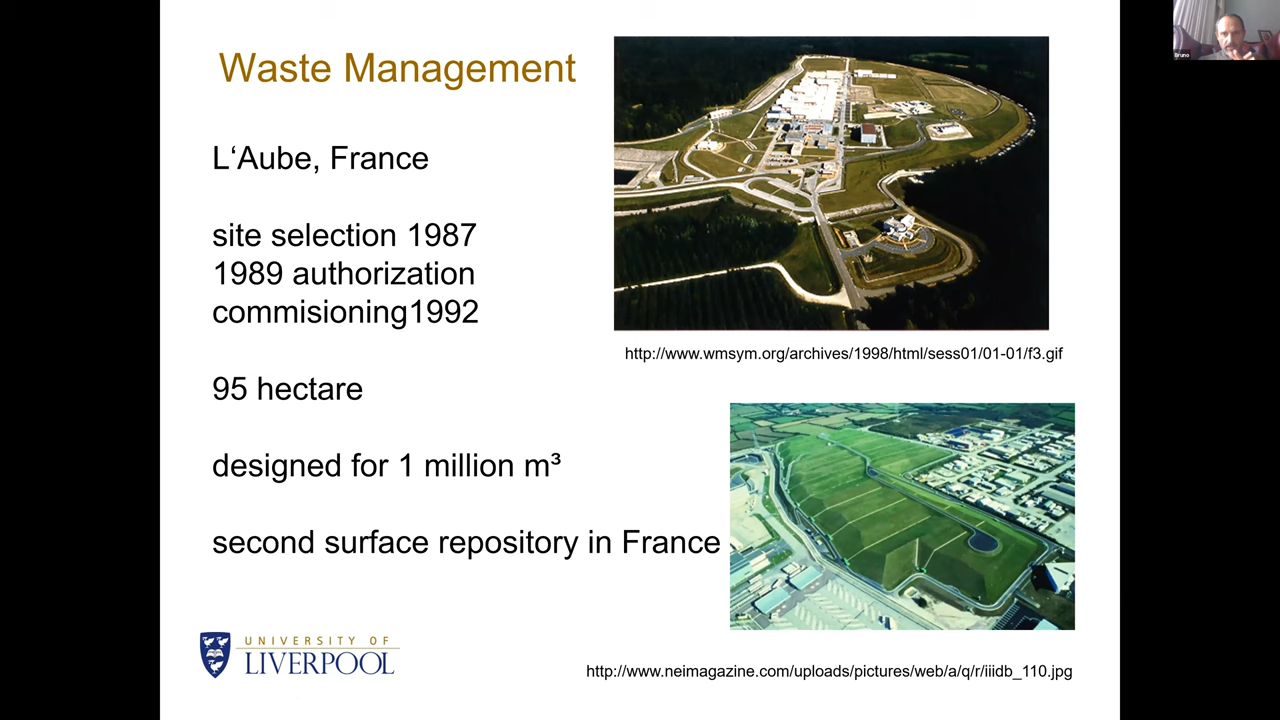 Waste Management
L‘Aube, France
site selection 1987
1989 authorization
commisioning1992
95 hectare
designed for 1 million m³
second surface repository in France
http://www.wmsym.org/archives/1998/html/sess01/01-01/f3.gif
http://www.neimagazine.com/uploads/pictures/web/a/q/r/iiidb_110.jpg
UNIVERSITY OF
LIVERPOOL
Bruno